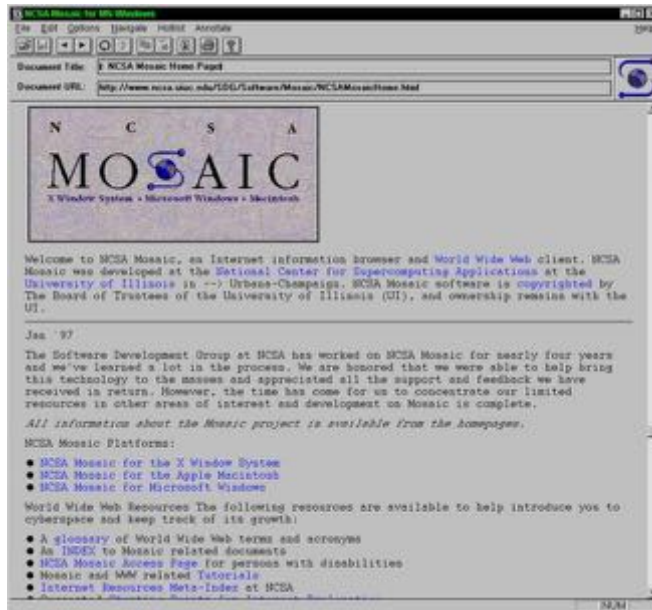 NCSA Mosaic for MS Windows
File Edit Options Navigate Hotlist Annotate Help
Document Title: NCSA Mosaic Home Page
Document URL: http://www.ncsa.uiuc.edu/SDG/Software/Mosaic/NCSAMosaicHome.html
N C S A
MOSAIC
X Window System • Microsoft Windows • Macintosh
Welcome to NCSA Mosaic, an Internet information browser and World Wide Web client. NCSA
Mosaic was developed at the National Center for Supercomputing Applications at the
University of Illinois in --> Urbana-Champaign. NCSA Mosaic software is copyrighted by
The Board of Trustees of the University of Illinois (UI), and ownership remains with the
UI.
Jan '97
The Software Development Group at NCSA has worked on NCSA Mosaic for nearly four years
and we've learned a lot in the process. We are honored that we were able to help bring
this technology to the masses and appreciated all the support and feedback we have
received in return. However, the time has come for us to concentrate our limited
resources in other areas of interest and development on Mosaic is complete.
All information about the Mosaic project is available from the homepages.
NCSA Mosaic Platforms:
● NCSA Mosaic for the X Window System
● NCSA Mosaic for the Apple Macintosh
● NCSA Mosaic for Microsoft Windows
World Wide Web Resources The following resources are available to help introduce you to
cyberspace and keep track of its growth:
● A glossary of World Wide Web terms and acronyms
● An INDEX to Mosaic related documents
● NCSA Mosaic Access Page for persons with disabilities
● Mosaic and WWW related Tutorials
● Internet Resources Meta-Index at NCSA
NUM